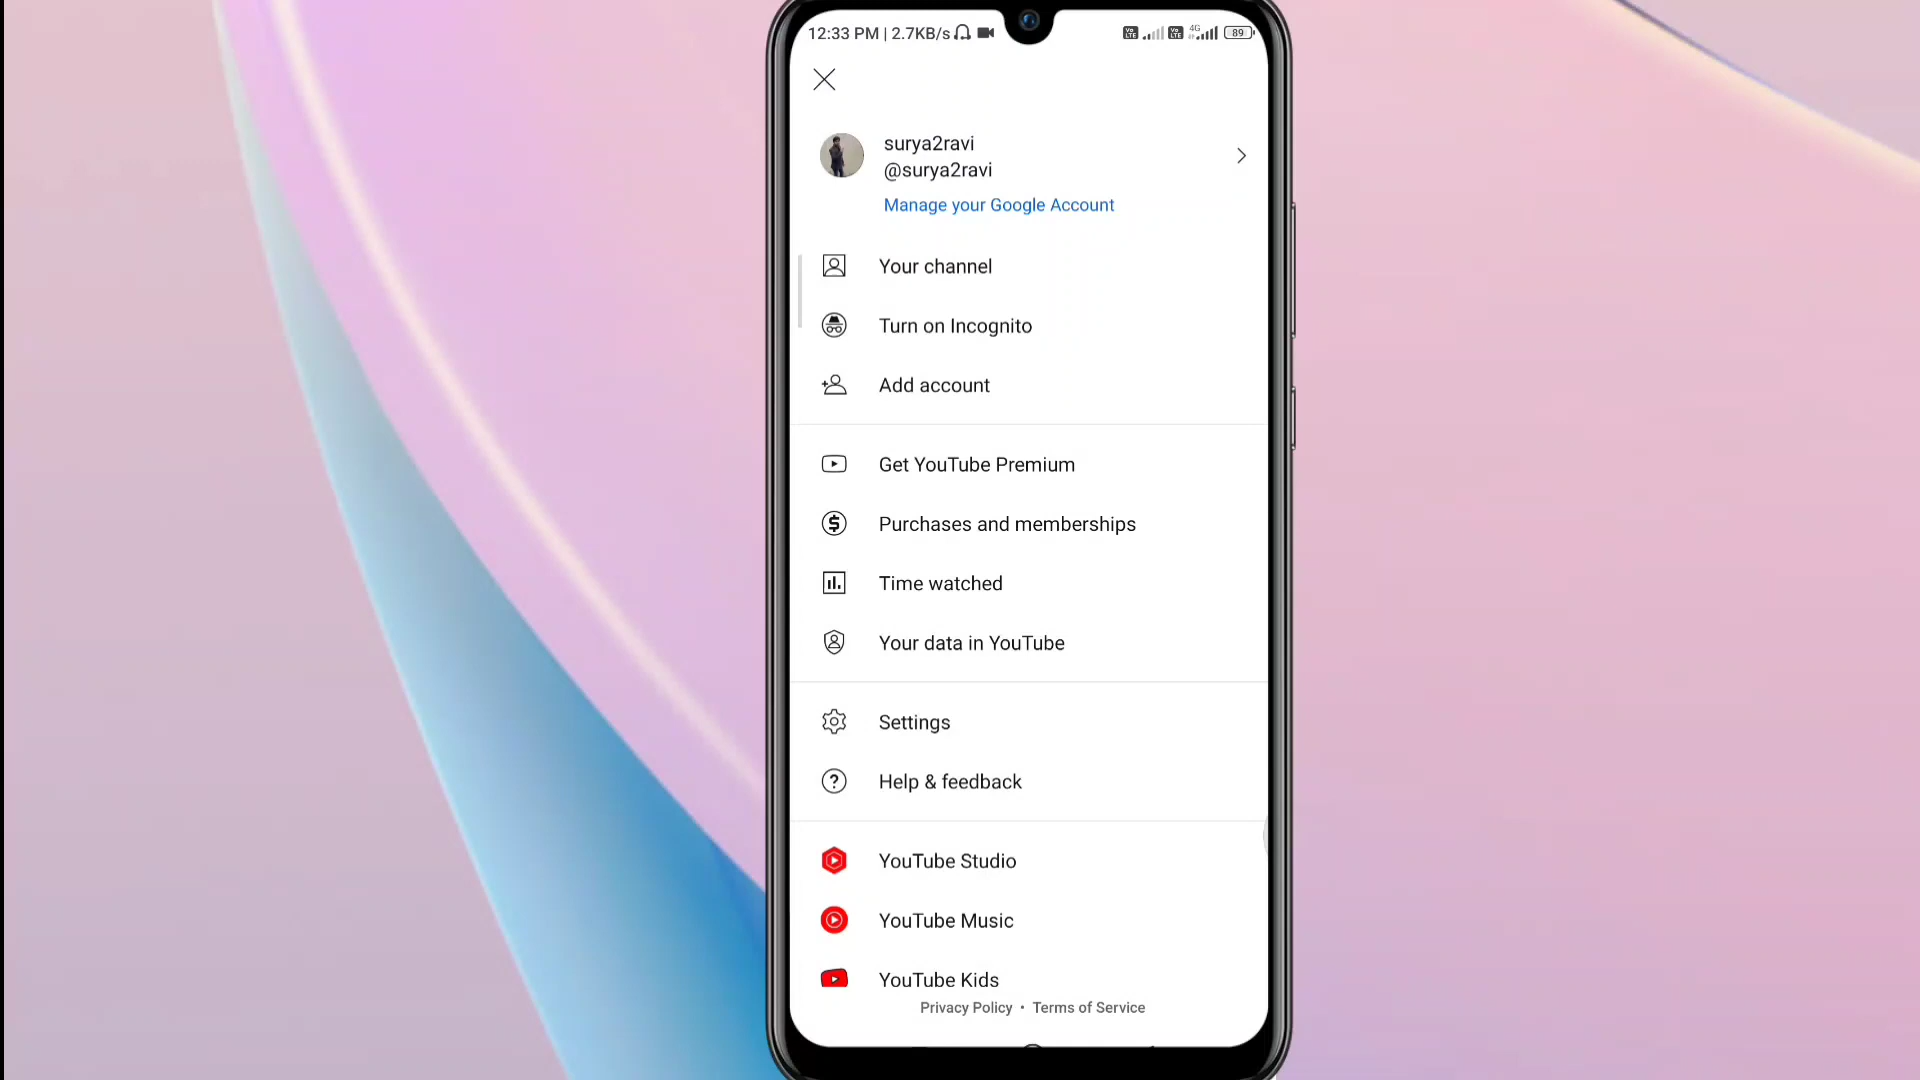 12:33 PM | 2.7KB/s
4G
89
surya2ravi
@surya2ravi
Manage your Google Account
Your channel
Turn on Incognito
Add account
Get YouTube Premium
Purchases and memberships
Time watched
Your data in YouTube
Settings
Help & feedback
YouTube Studio
YouTube Music
YouTube Kids
Privacy Policy • Terms of Service